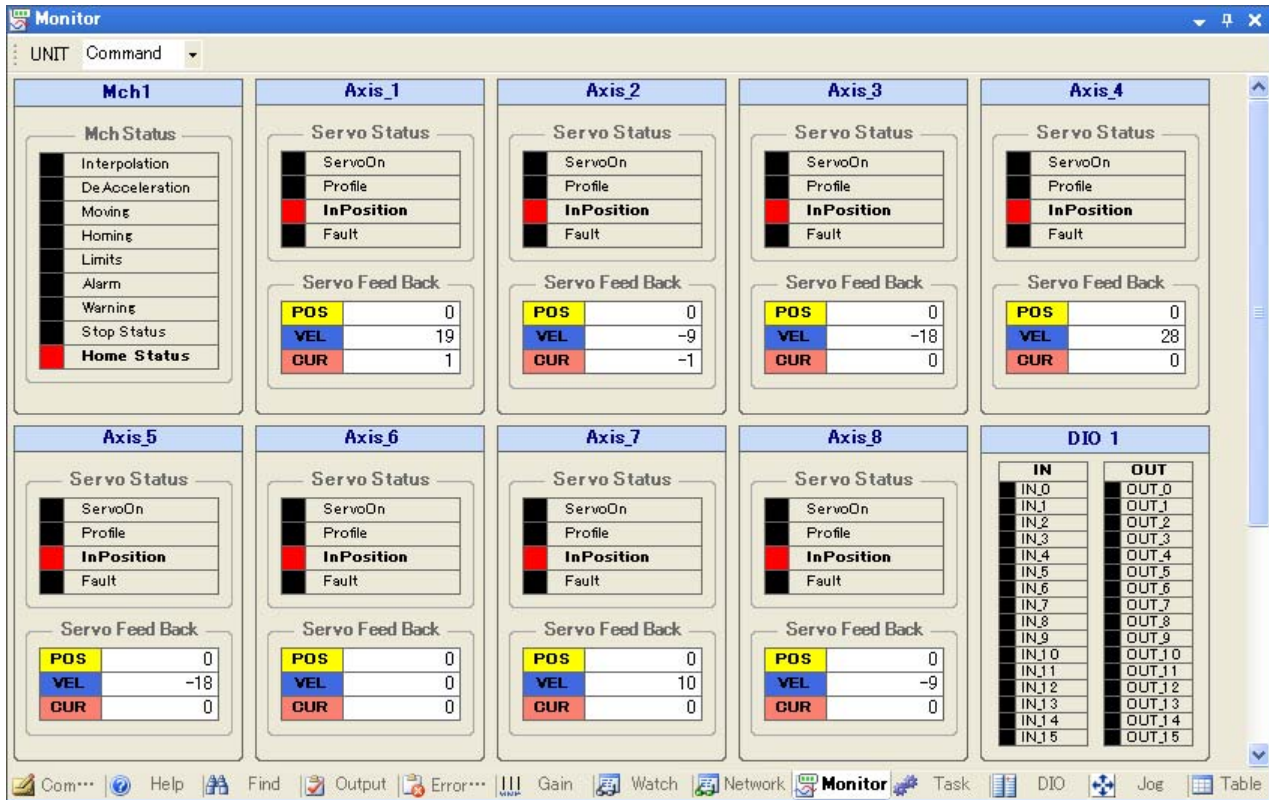 Monitor
UNIT Command
Mch1
Mch Status
Interpolation
DeAcceleration
Moving
Homing
Limits
Alarm
Warning
Stop Status
Home Status
Axis_1
Servo Status
ServoOn
Profile
InPosition
Fault
Servo Feed Back
POS 0
VEL 19
CUR 1
Axis_2
Servo Status
ServoOn
Profile
InPosition
Fault
Servo Feed Back
POS 0
VEL -9
CUR -1
Axis_3
Servo Status
ServoOn
Profile
InPosition
Fault
Servo Feed Back
POS 0
VEL -18
CUR 0
Axis_4
Servo Status
ServoOn
Profile
InPosition
Fault
Servo Feed Back
POS 0
VEL 28
CUR 0
Axis_5
Servo Status
ServoOn
Profile
InPosition
Fault
Servo Feed Back
POS 0
VEL -18
CUR 0
Axis_6
Servo Status
ServoOn
Profile
InPosition
Fault
Servo Feed Back
POS 0
VEL 0
CUR 0
Axis_7
Servo Status
ServoOn
Profile
InPosition
Fault
Servo Feed Back
POS 0
VEL 10
CUR 0
Axis_8
Servo Status
ServoOn
Profile
InPosition
Fault
Servo Feed Back
POS 0
VEL -9
CUR 0
DIO 1
IN OUT
IN_0 OUT_0
IN_1 OUT_1
IN_2 OUT_2
IN_3 OUT_3
IN_4 OUT_4
IN_5 OUT_5
IN_6 OUT_6
IN_7 OUT_7
IN_8 OUT_8
IN_9 OUT_9
IN_10 OUT_10
IN_11 OUT_11
IN_12 OUT_12
IN_13 OUT_13
IN_14 OUT_14
IN_15 OUT_15
Com… Help Find Output Error… Gain Watch Network Monitor Task DIO Jog Table